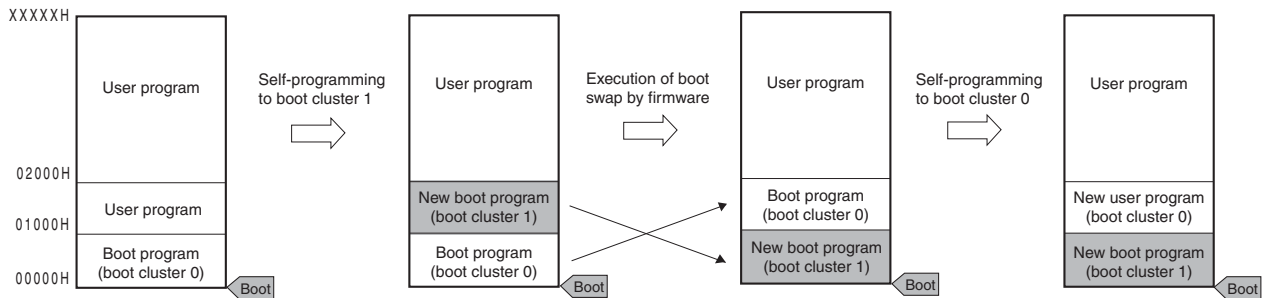 XXXXXH
02000H
01000H
00000H
User program
User program
Boot program
(boot cluster 0)
Boot
Self-programming
to boot cluster 1
User program
New boot program
(boot cluster 1)
Boot program
(boot cluster 0)
Boot
Execution of boot
swap by firmware
User program
Boot program
(boot cluster 0)
New boot program
(boot cluster 1)
Boot
Self-programming
to boot cluster 0
User program
New user program
(boot cluster 0)
New boot program
(boot cluster 1)
Boot